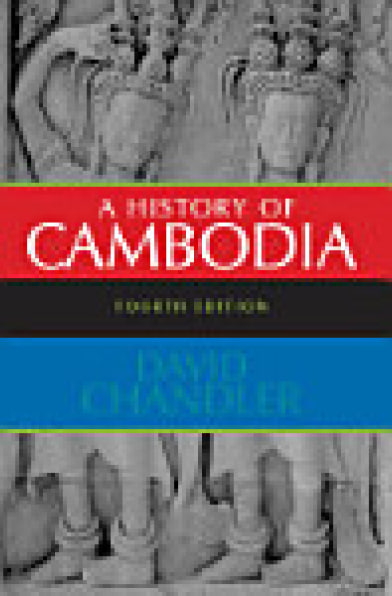 A HISTORY OF
CAMBODIA
FOURTH EDITION
DAVID
CHANDLER